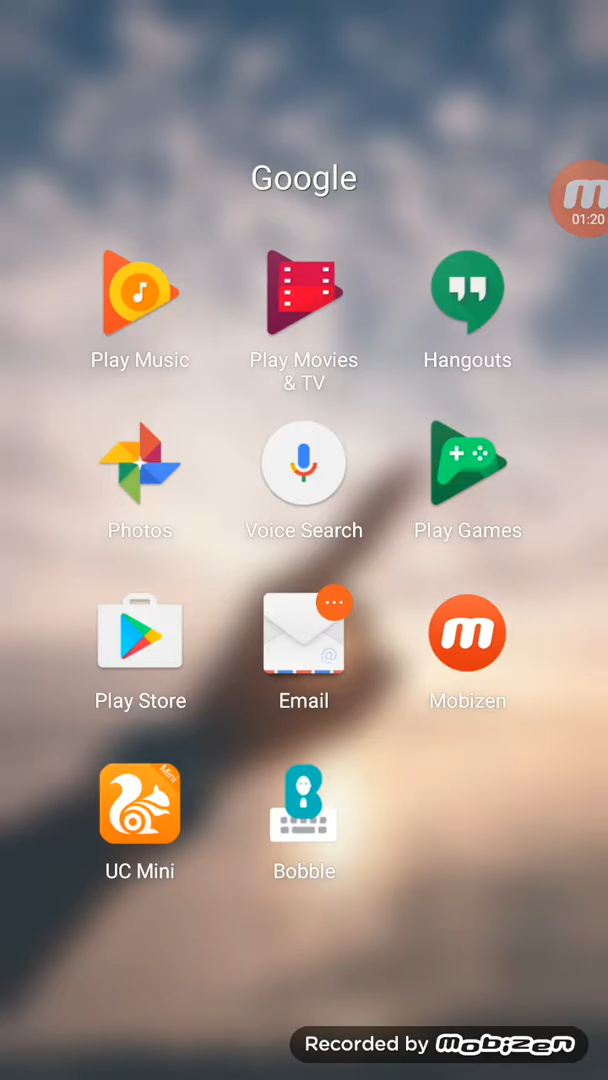 Google
01:20
Play Music
Play Movies
& TV
Hangouts
Photos
Voice Search
Play Games
@
Play Store
Email
Mobizen
Mini
UC Mini
Bobble
Recorded by mobizen